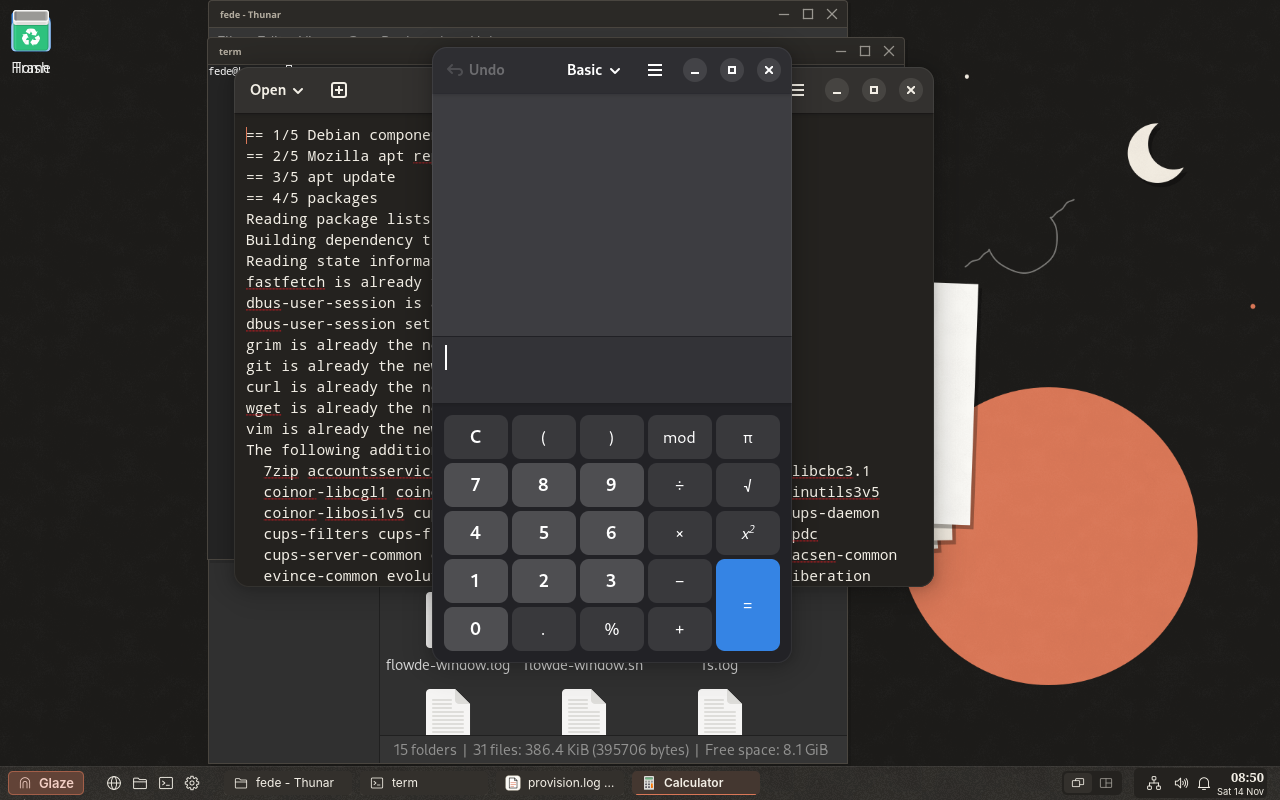 fede - Thunar
term
fede@
Undo
Basic
Open
== 1/5 Debian compone
== 2/5 Mozilla apt re
== 3/5 apt update
== 4/5 packages
Reading package lists
Building dependency t
Reading state informa
fastfetch is already
dbus-user-session is
dbus-user-session set
grim is already the n
git is already the new
curl is already the n
wget is already the n
vim is already the new
The following additio
7zip accountsservic libcbc3.1
coinor-libcgl1 coin inutils3v5
coinor-libosi1v5 cu ups-daemon
cups-filters cups-f pdc
cups-server-common acsen-common
evince-common evolu iberation
C ( ) mod π
7 8 9 ÷ √
4 5 6 × x²
1 2 3 −
=
0 . % +
flowde-window.log flowde-window.sh fs.log
15 folders | 31 files: 386.4 KiB (395706 bytes) | Free space: 8.1 GiB
Glaze
fede - Thunar
term
provision.log ...
Calculator
08:50
Sat 14 Nov